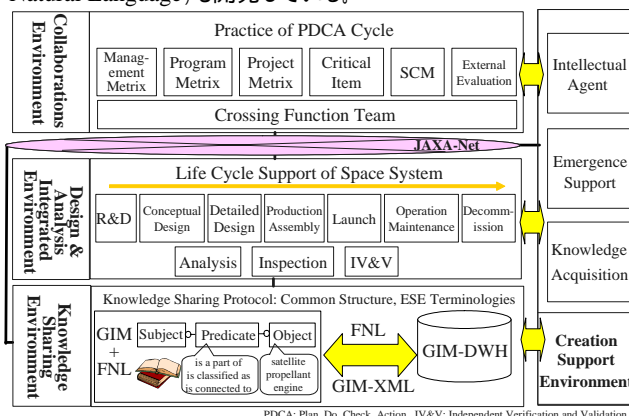 Natural Language)も開発している。
Collaborations
Environment
Practice of PDCA Cycle
Manag-
ement
Metrix
Program
Metrix
Project
Metrix
Critical
Item
SCM
External
Evaluation
Crossing Function Team
JAXA-Net
Design &
Analysis
Integrated
Environment
Life Cycle Support of Space System
R&D
Conceptual
Design
Detailed
Design
Production
Assembly
Launch
Operation
Maintenance
Decomm-
ission
Analysis
Inspection
IV&V
Knowledge
Sharing
Environment
Knowledge Sharing Protocol: Common Structure, ESE Terminologies
GIM
+
FNL
Subject
Predicate
Object
is a part of
is classified as
is connected to
satellite
propellant
engine
FNL
GIM-XML
GIM-DWH
Intellectual
Agent
Emergence
Support
Knowledge
Acquisition
Creation
Support
Environment
PDCA: Plan, Do, Check, Action, IV&V: Independent Verification and Validation